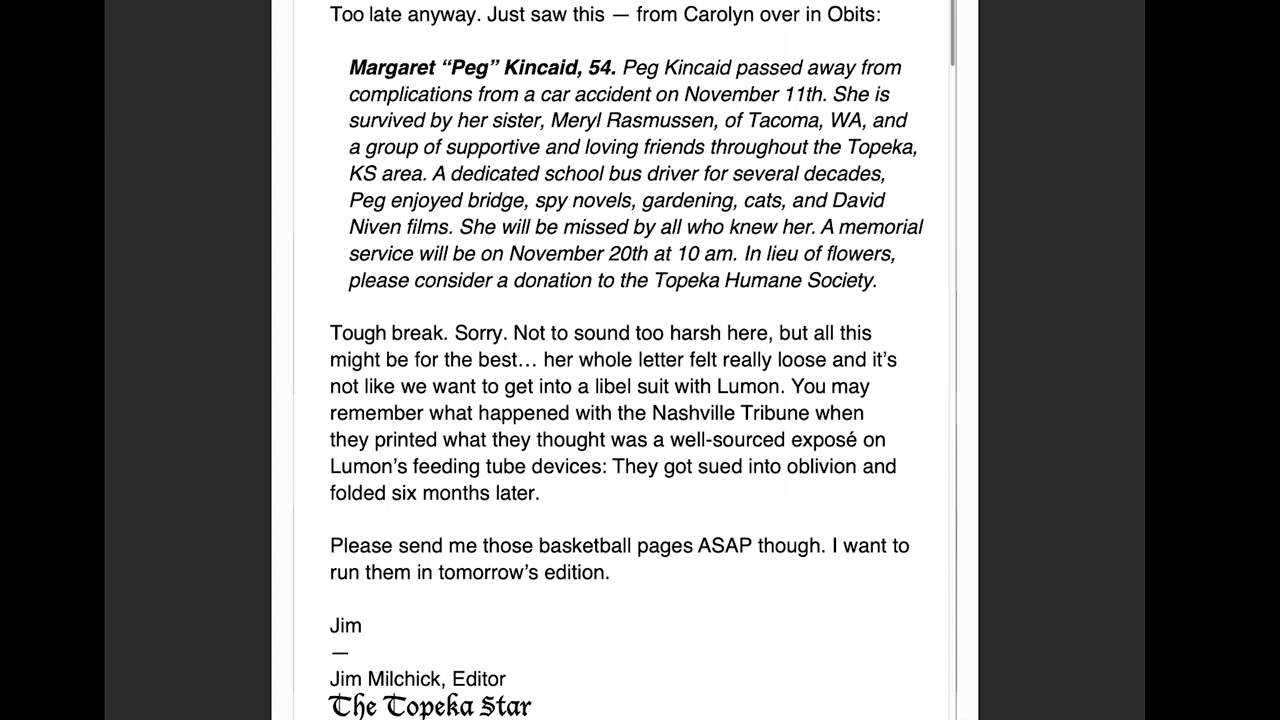 Too late anyway. Just saw this — from Carolyn over in Obits:
Margaret “Peg” Kincaid, 54. Peg Kincaid passed away from
complications from a car accident on November 11th. She is
survived by her sister, Meryl Rasmussen, of Tacoma, WA, and
a group of supportive and loving friends throughout the Topeka,
KS area. A dedicated school bus driver for several decades,
Peg enjoyed bridge, spy novels, gardening, cats, and David
Niven films. She will be missed by all who knew her. A memorial
service will be on November 20th at 10 am. In lieu of flowers,
please consider a donation to the Topeka Humane Society.
Tough break. Sorry. Not to sound too harsh here, but all this
might be for the best… her whole letter felt really loose and it’s
not like we want to get into a libel suit with Lumon. You may
remember what happened with the Nashville Tribune when
they printed what they thought was a well-sourced exposé on
Lumon’s feeding tube devices: They got sued into oblivion and
folded six months later.
Please send me those basketball pages ASAP though. I want to
run them in tomorrow’s edition.
Jim
—
Jim Milchick, Editor
The Topeka Star